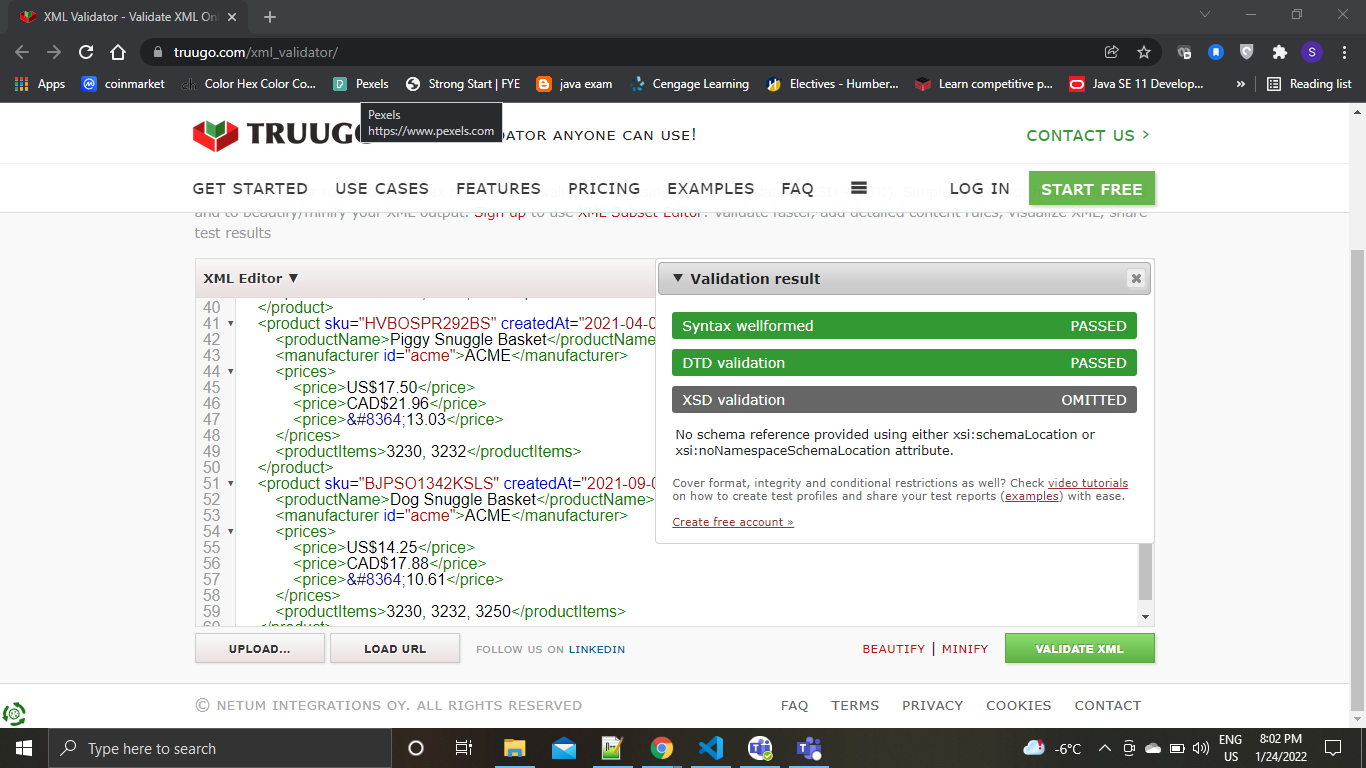 XML Validator - Validate XML Onl
truugo.com/xml_validator/
S
Apps
coinmarket
ch
Color Hex Color Co...
Pexels
Strong Start | FYE
java exam
Cengage Learning
Electives - Humber...
Learn competitive p...
Java SE 11 Develop...
»
Reading list
Pexels
https://www.pexels.com
TRUUGO
DATOR ANYONE CAN USE!
CONTACT US >
GET STARTED
USE CASES
FEATURES
PRICING
EXAMPLES
FAQ
LOG IN
START FREE
and to beautify/minify your XML output. Sign up to use XML Subset Editor. Validate faster, add detailed content rules, visualize XML, share
test results
XML Editor ▼
40 </product>
41 <product sku="HVBOSPR292BS" createdAt="2021-04-0
42 <productName>Piggy Snuggle Basket</productName>
43 <manufacturer id="acme">ACME</manufacturer>
44 <prices>
45 <price>US$17.50</price>
46 <price>CAD$21.96</price>
47 <price>&#8364;13.03</price>
48 </prices>
49 <productItems>3230, 3232</productItems>
50 </product>
51 <product sku="BJPSO1342KSLS" createdAt="2021-09-0
52 <productName>Dog Snuggle Basket</productName>
53 <manufacturer id="acme">ACME</manufacturer>
54 <prices>
55 <price>US$14.25</price>
56 <price>CAD$17.88</price>
57 <price>&#8364;10.61</price>
58 </prices>
59 <productItems>3230, 3232, 3250</productItems>
60 </product>
▼ Validation result
Syntax wellformed PASSED
DTD validation PASSED
XSD validation OMITTED
No schema reference provided using either xsi:schemaLocation or
xsi:noNamespaceSchemaLocation attribute.
Cover format, integrity and conditional restrictions as well? Check video tutorials
on how to create test profiles and share your test reports (examples) with ease.
Create free account »
UPLOAD...
LOAD URL
FOLLOW US ON LINKEDIN
BEAUTIFY | MINIFY
VALIDATE XML
© NETUM INTEGRATIONS OY. ALL RIGHTS RESERVED
FAQ
TERMS
PRIVACY
COOKIES
CONTACT
Type here to search
-6°C
ENG
US
8:02 PM
1/24/2022